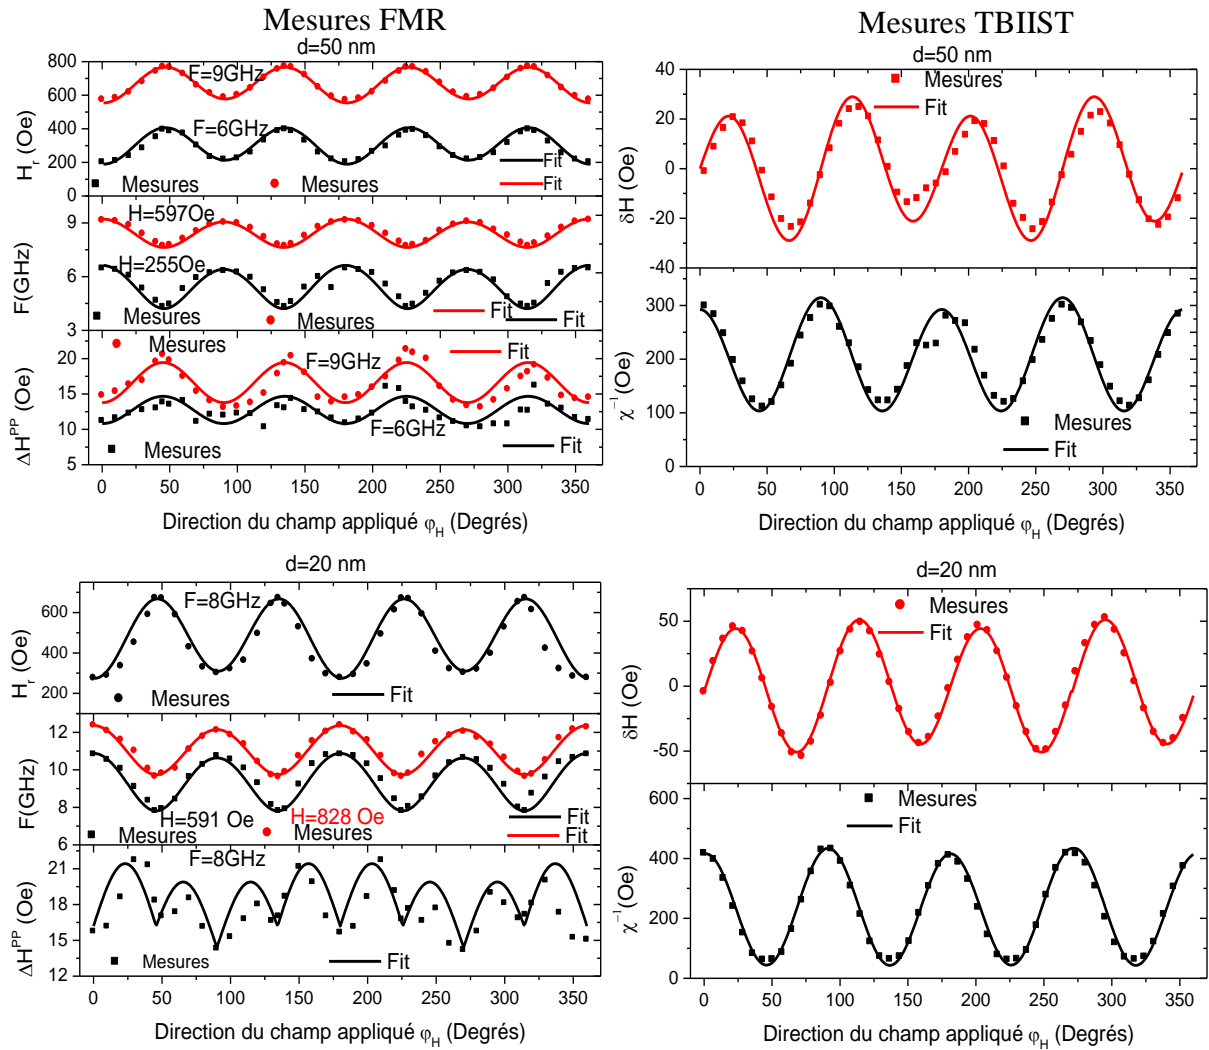 Mesures FMR
d=50 nm
800
600
400
200
0
H_r (Oe)
F=9GHz
F=6GHz
Mesures
Mesures
Fit
Fit
9
6
3
F(GHz)
H=597Oe
H=255Oe
Mesures
Mesures
Fit
Fit
20
15
10
5
ΔH^PP (Oe)
Mesures
Fit
F=9GHz
F=6GHz
Mesures
Fit
0 50 100 150 200 250 300 350
Direction du champ appliqué φ_H (Degrés)
Mesures TBIIST
d=50 nm
40
20
0
-20
-40
δH (Oe)
Mesures
Fit
300
200
100
0
χ^-1(Oe)
Mesures
Fit
0 50 100 150 200 250 300 350
Direction du champ appliqué φ_H (Degrés)
d=20 nm
600
400
200
H_r (Oe)
F=8GHz
Mesures
Fit
12
10
8
6
F(GHz)
H=591 Oe
H=828 Oe
Mesures
Mesures
Fit
Fit
21
18
15
12
ΔH^PP (Oe)
F=8GHz
Mesures
Fit
0 50 100 150 200 250 300 350
Direction du champ appliqué φ_H (Degrés)
d=20 nm
50
0
-50
δH (Oe)
Mesures
Fit
600
400
200
0
χ^-1(Oe)
Mesures
Fit
0 50 100 150 200 250 300 350
Direction du champ appliqué φ_H (Degrés)